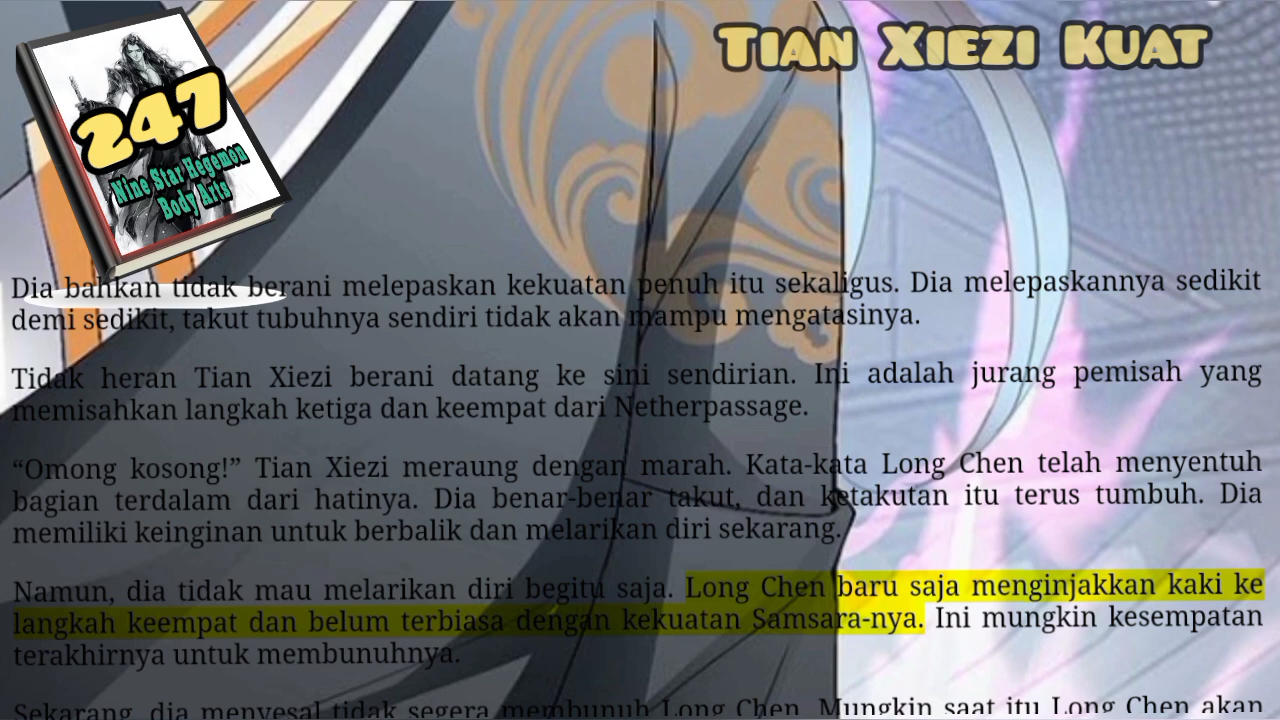 Tian Xiezi Kuat
247
Nine Star Hegemon
Body Arts
Dia bahkan tidak berani melepaskan kekuatan penuh itu sekaligus. Dia melepaskannya sedikit
demi sedikit, takut tubuhnya sendiri tidak akan mampu mengatasinya.
Tidak heran Tian Xiezi berani datang ke sini sendirian. Ini adalah jurang pemisah yang
memisahkan langkah ketiga dan keempat dari Netherpassage.
“Omong kosong!” Tian Xiezi meraung dengan marah. Kata-kata Long Chen telah menyentuh
bagian terdalam dari hatinya. Dia benar-benar takut, dan ketakutan itu terus tumbuh. Dia
memiliki keinginan untuk berbalik dan melarikan diri sekarang.
Namun, dia tidak mau melarikan diri begitu saja. Long Chen baru saja menginjakkan kaki ke
langkah keempat dan belum terbiasa dengan kekuatan Samsara-nya. Ini mungkin kesempatan
terakhirnya untuk membunuhnya.
Sekarang, dia menyesal tidak segera membunuh Long Chen. Mungkin saat itu Long Chen akan